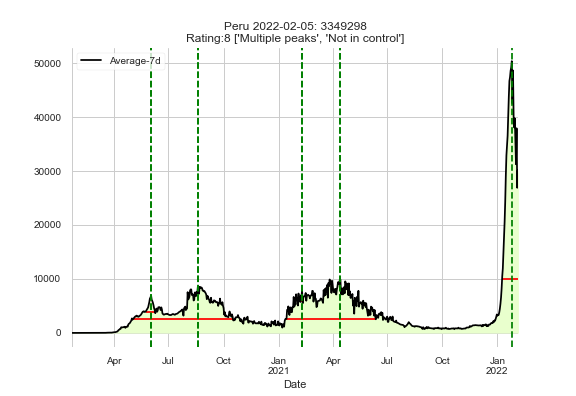 Peru 2022-02-05: 3349298
Rating:8 ['Multiple peaks', 'Not in control']
Average-7d
50000
40000
30000
20000
10000
0
Apr Jul Oct Jan Apr Jul Oct Jan
2021 2022
Date